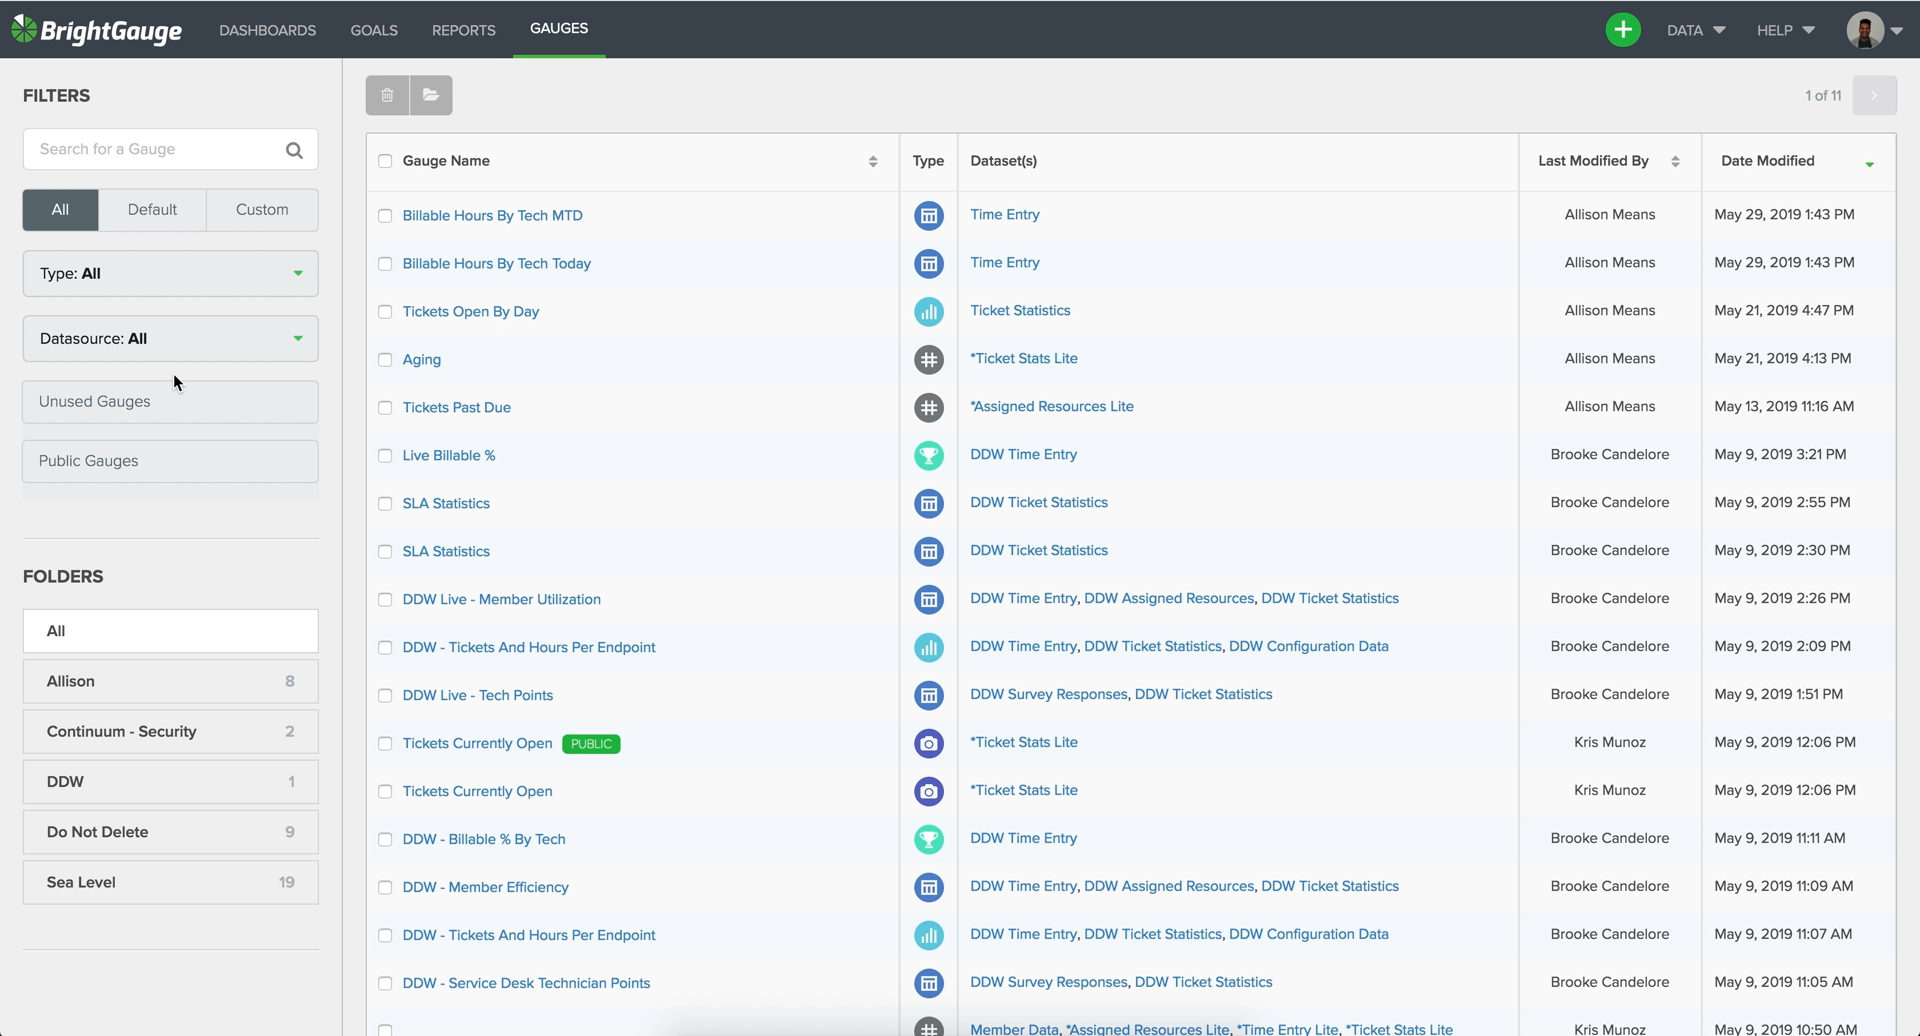 BrightGauge DASHBOARDS GOALS REPORTS GAUGES DATA HELP
FILTERS
Search for a Gauge
All Default Custom
Type: All
Datasource: All
Unused Gauges
Public Gauges
FOLDERS
All
Allison 8
Continuum - Security 2
DDW 1
Do Not Delete 9
Sea Level 19
1 of 11
Gauge Name Type Dataset(s) Last Modified By Date Modified
Billable Hours By Tech MTD Time Entry Allison Means May 29, 2019 1:43 PM
Billable Hours By Tech Today Time Entry Allison Means May 29, 2019 1:43 PM
Tickets Open By Day Ticket Statistics Allison Means May 21, 2019 4:47 PM
Aging # *Ticket Stats Lite Allison Means May 21, 2019 4:13 PM
Tickets Past Due # *Assigned Resources Lite Allison Means May 13, 2019 11:16 AM
Live Billable % DDW Time Entry Brooke Candelore May 9, 2019 3:21 PM
SLA Statistics DDW Ticket Statistics Brooke Candelore May 9, 2019 2:55 PM
SLA Statistics DDW Ticket Statistics Brooke Candelore May 9, 2019 2:30 PM
DDW Live - Member Utilization DDW Time Entry, DDW Assigned Resources, DDW Ticket Statistics Brooke Candelore May 9, 2019 2:26 PM
DDW - Tickets And Hours Per Endpoint DDW Time Entry, DDW Ticket Statistics, DDW Configuration Data Brooke Candelore May 9, 2019 2:09 PM
DDW Live - Tech Points DDW Survey Responses, DDW Ticket Statistics Brooke Candelore May 9, 2019 1:51 PM
Tickets Currently Open PUBLIC *Ticket Stats Lite Kris Munoz May 9, 2019 12:06 PM
Tickets Currently Open *Ticket Stats Lite Kris Munoz May 9, 2019 12:06 PM
DDW - Billable % By Tech DDW Time Entry Brooke Candelore May 9, 2019 11:11 AM
DDW - Member Efficiency DDW Time Entry, DDW Assigned Resources, DDW Ticket Statistics Brooke Candelore May 9, 2019 11:09 AM
DDW - Tickets And Hours Per Endpoint DDW Time Entry, DDW Ticket Statistics, DDW Configuration Data Brooke Candelore May 9, 2019 11:07 AM
DDW - Service Desk Technician Points DDW Survey Responses, DDW Ticket Statistics Brooke Candelore May 9, 2019 11:05 AM
# Member Data, *Assigned Resources Lite, *Time Entry Lite, *Ticket Stats Lite Kris Munoz May 9, 2019 10:50 AM